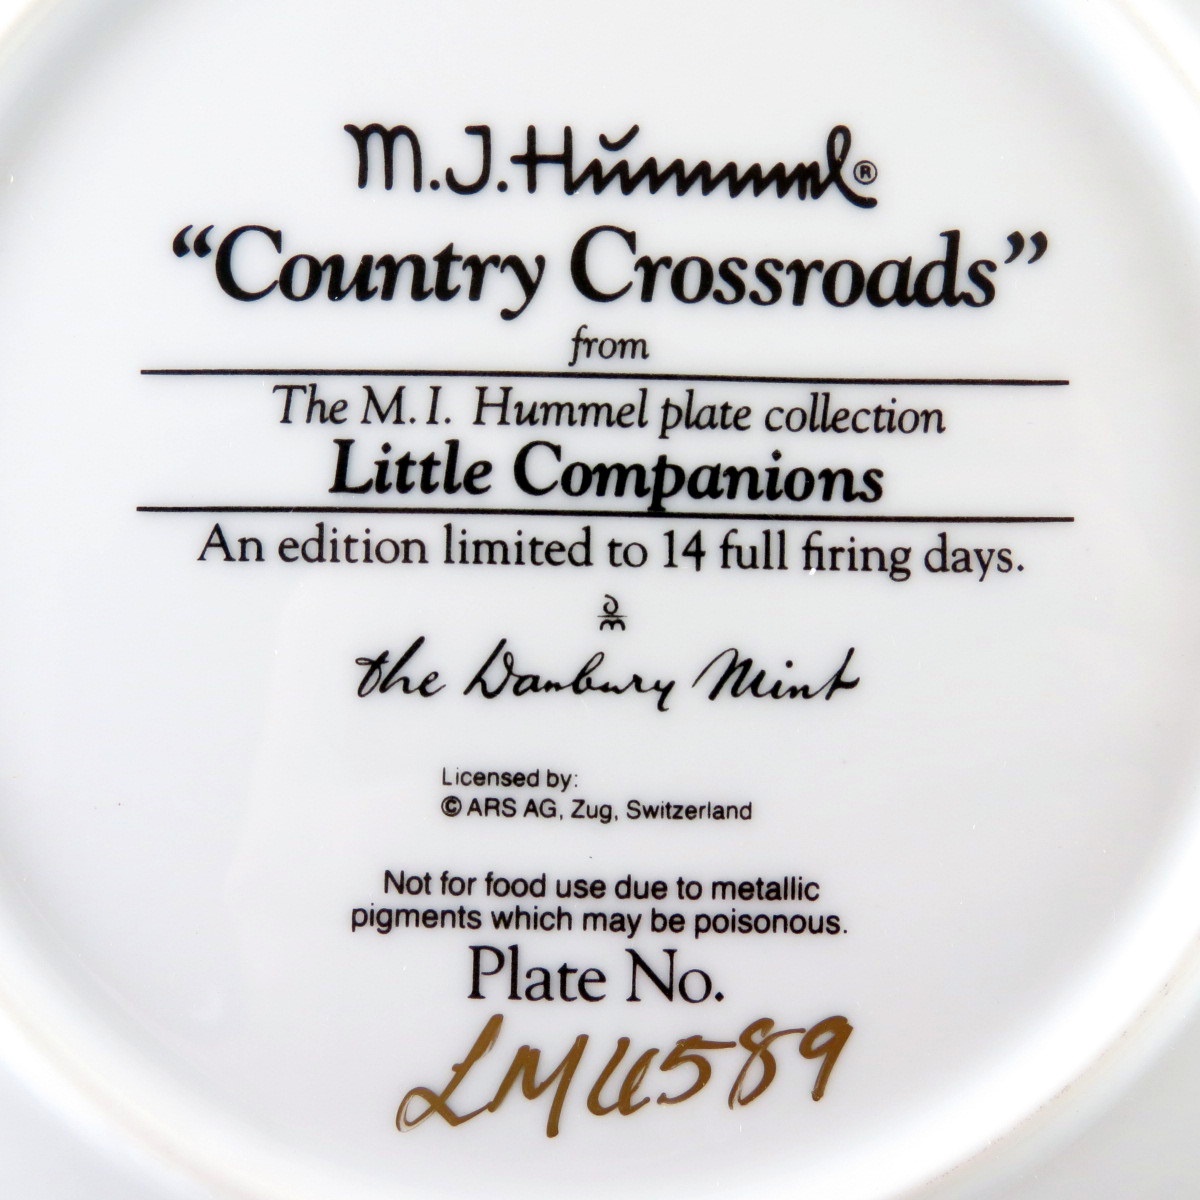 M.J. Hummel®
“Country Crossroads”
from
The M.I. Hummel plate collection
Little Companions
An edition limited to 14 full firing days.
dm
the Danbury Mint
Licensed by:
© ARS AG, Zug, Switzerland
Not for food use due to metallic
pigments which may be poisonous.
Plate No.